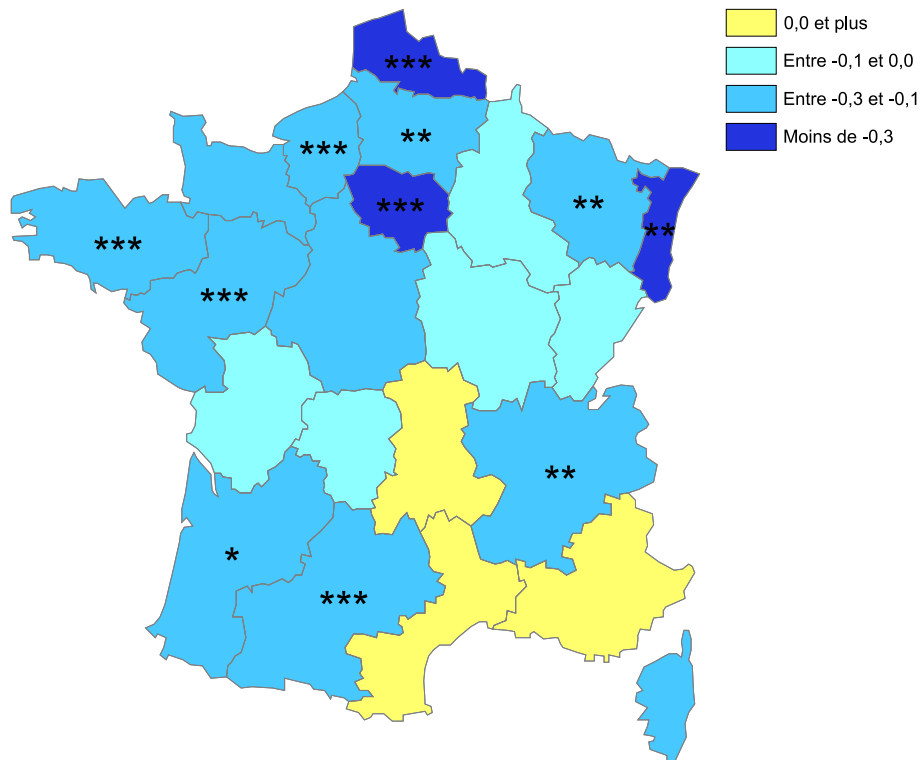 0,0 et plus
Entre -0,1 et 0,0
Entre -0,3 et -0,1
Moins de -0,3
***
**
***
***
**
**
***
***
**
*
***